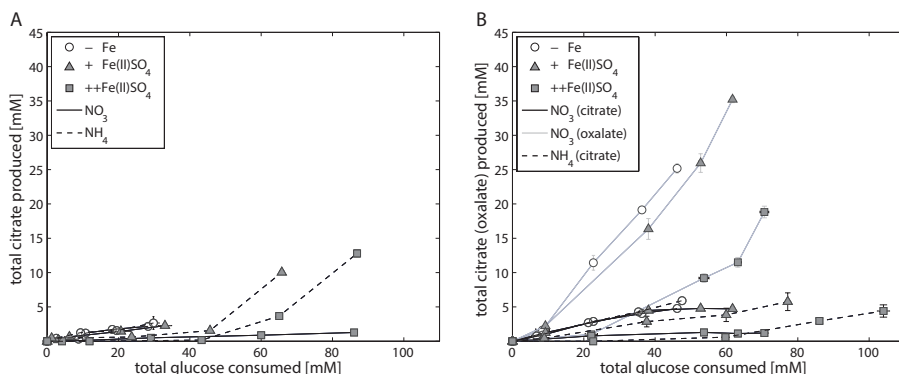 A
total citrate produced [mM]
45
40
35
30
25
20
15
10
5
0
− Fe
+ Fe(II)SO4
++Fe(II)SO4
NO3
NH4
0 20 40 60 80 100
total glucose consumed [mM]
B
total citrate (oxalate) produced [mM]
45
40
35
30
25
20
15
10
5
0
− Fe
+ Fe(II)SO4
++Fe(II)SO4
NO3 (citrate)
NO3 (oxalate)
NH4 (citrate)
0 20 40 60 80 100
total glucose consumed [mM]